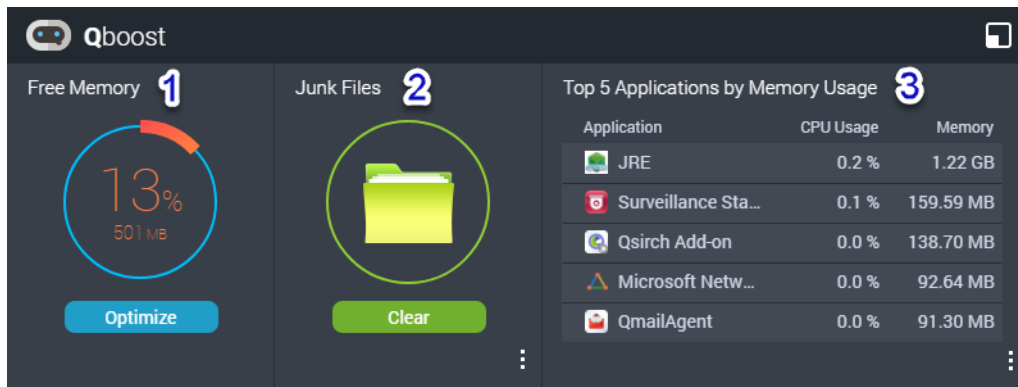 Qboost
Free Memory 1
13%
501 MB
Optimize
Junk Files 2
Clear
Top 5 Applications by Memory Usage 3
Application CPU Usage Memory
JRE 0.2 % 1.22 GB
Surveillance Sta... 0.1 % 159.59 MB
Qsirch Add-on 0.0 % 138.70 MB
Microsoft Netw... 0.0 % 92.64 MB
QmailAgent 0.0 % 91.30 MB